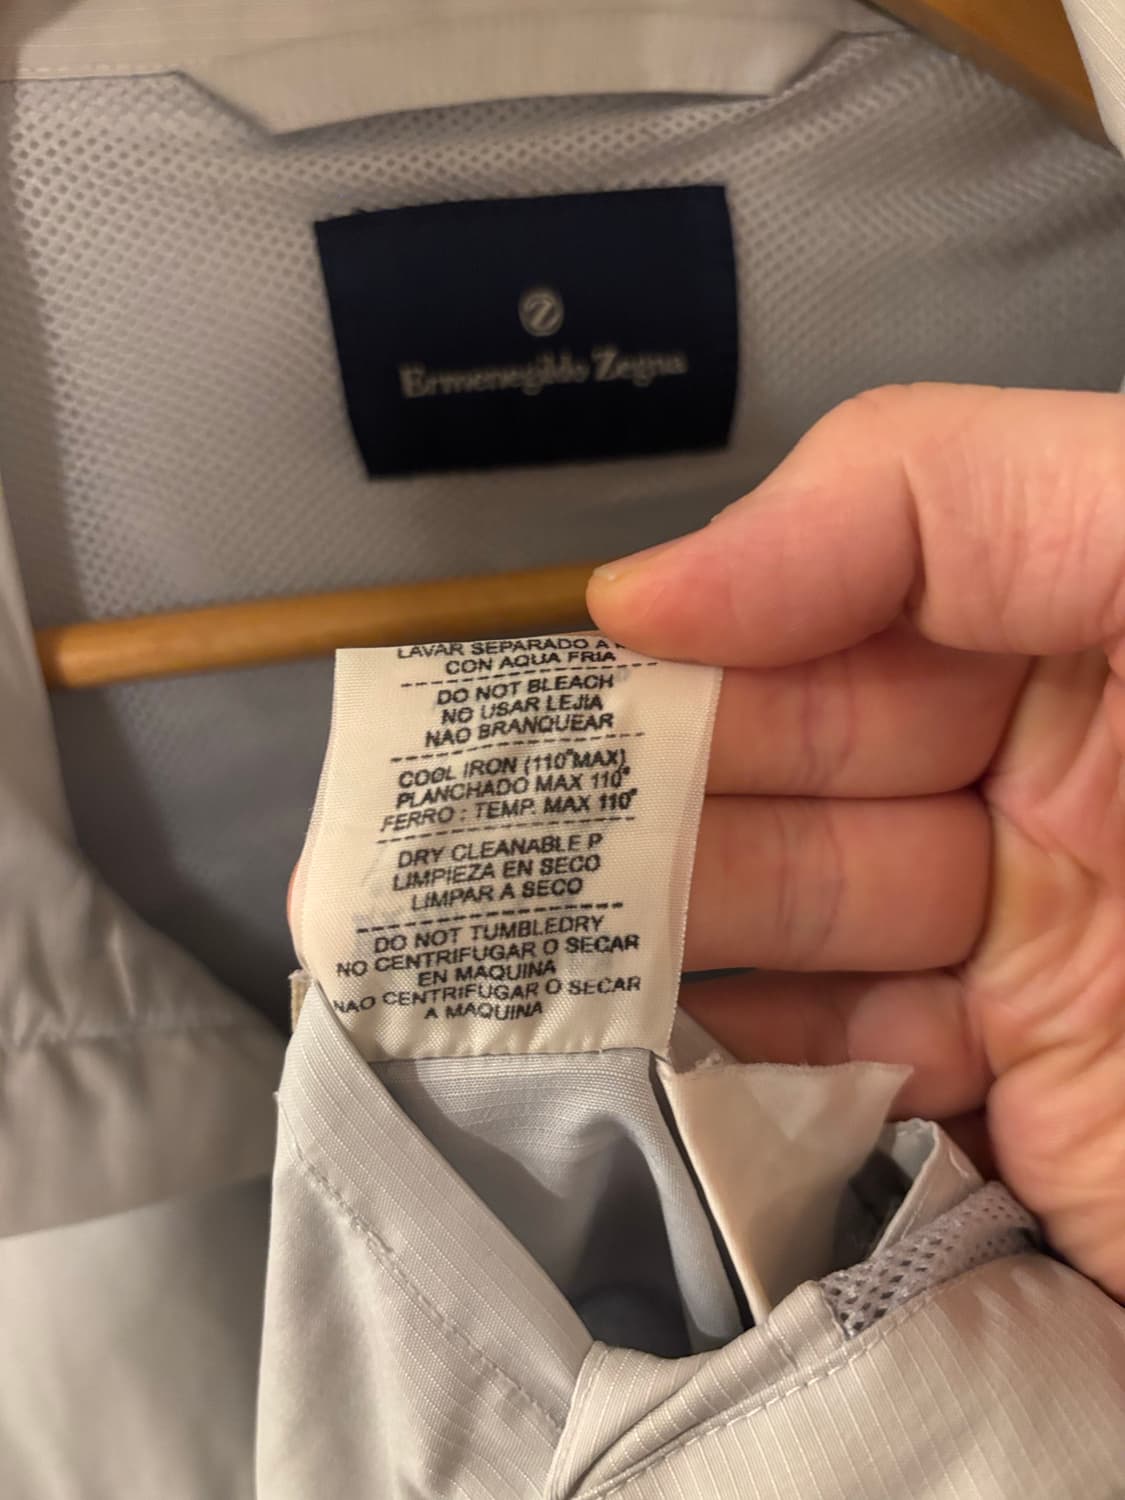 Z
Ermenegildo Zegna
LAVAR SEPARADO A
CON AQUA FRIA
DO NOT BLEACH
NO USAR LEJIA
NAO BRANQUEAR
COOL IRON (110°MAX)
PLANCHADO MAX 110°
FERRO : TEMP. MAX 110°
DRY CLEANABLE P
LIMPIEZA EN SECO
LIMPAR A SECO
DO NOT TUMBLEDRY
NO CENTRIFUGAR O SECAR
EN MAQUINA
NAO CENTRIFUGAR O SECAR
A MAQUINA